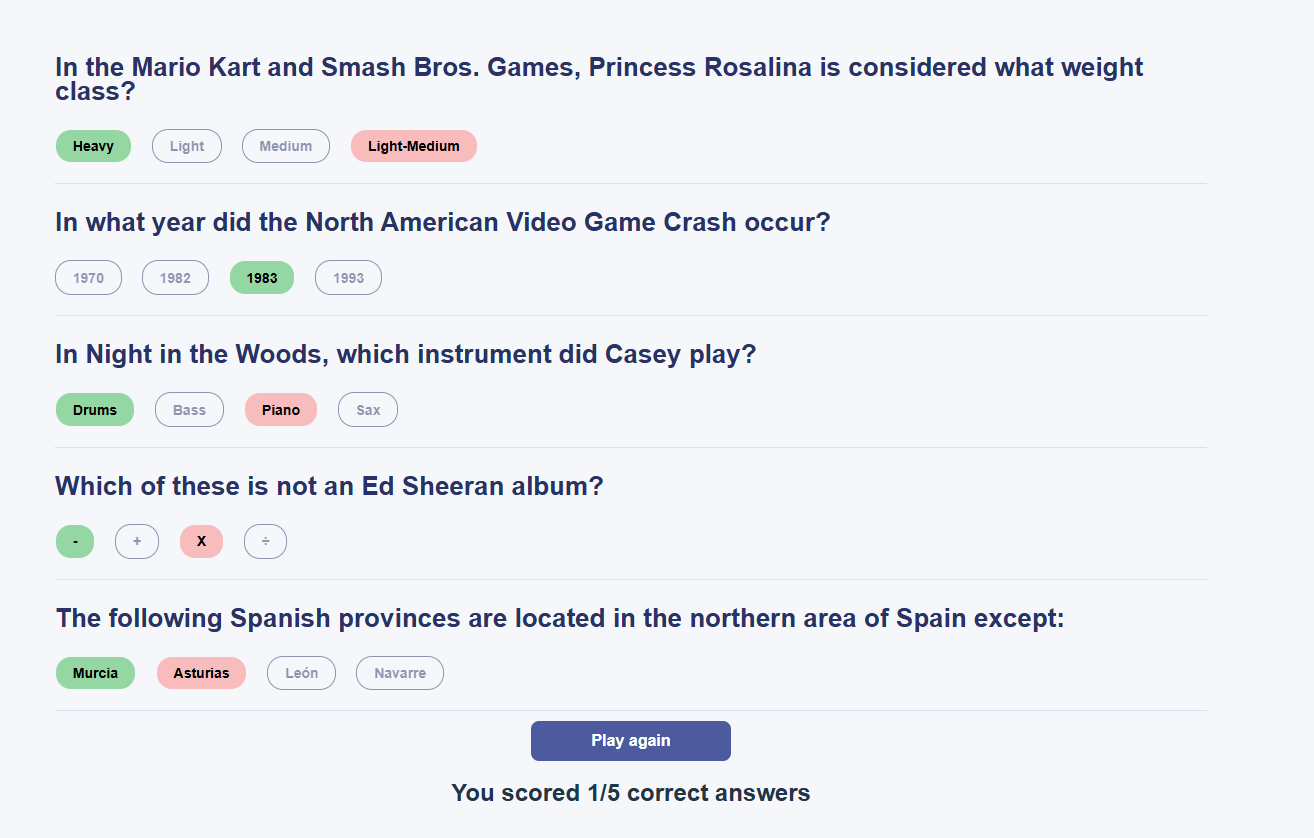 In the Mario Kart and Smash Bros. Games, Princess Rosalina is considered what weight
class?
Heavy Light Medium Light-Medium
In what year did the North American Video Game Crash occur?
1970 1982 1983 1993
In Night in the Woods, which instrument did Casey play?
Drums Bass Piano Sax
Which of these is not an Ed Sheeran album?
- + X ÷
The following Spanish provinces are located in the northern area of Spain except:
Murcia Asturias León Navarre
Play again
You scored 1/5 correct answers